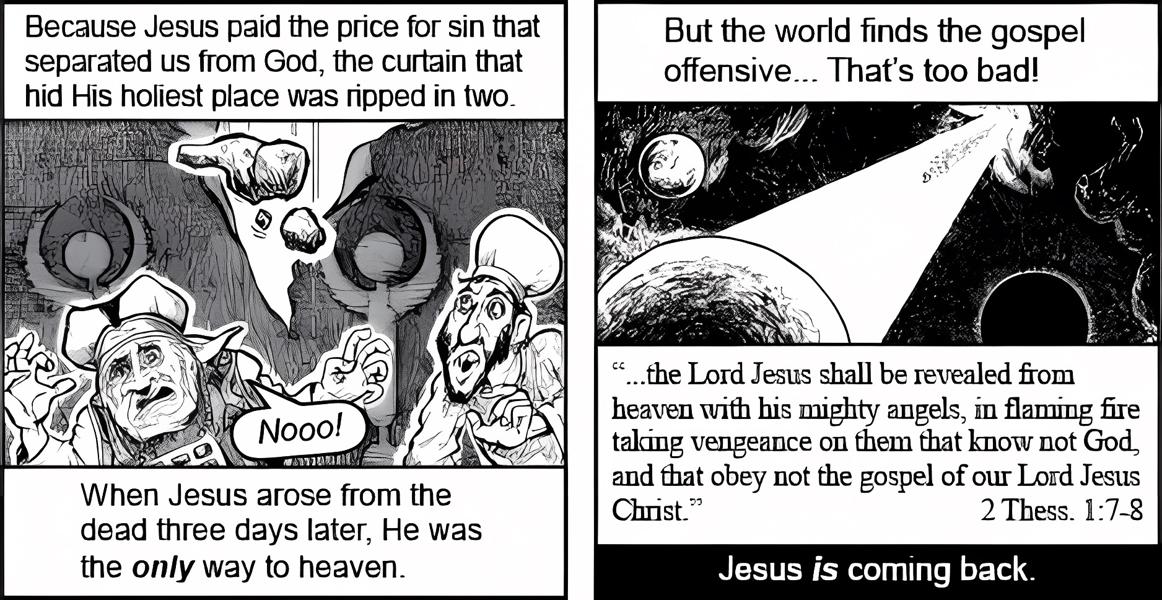 Because Jesus paid the price for sin that
separated us from God, the curtain that
hid His holiest place was ripped in two.
Nooo!
When Jesus arose from the
dead three days later, He was
the only way to heaven.
But the world finds the gospel
offensive... That's too bad!
“...the Lord Jesus shall be revealed from
heaven with his mighty angels, in flaming fire
taking vengeance on them that know not God,
and that obey not the gospel of our Lord Jesus
Christ.” 2 Thess. 1:7-8
Jesus is coming back.